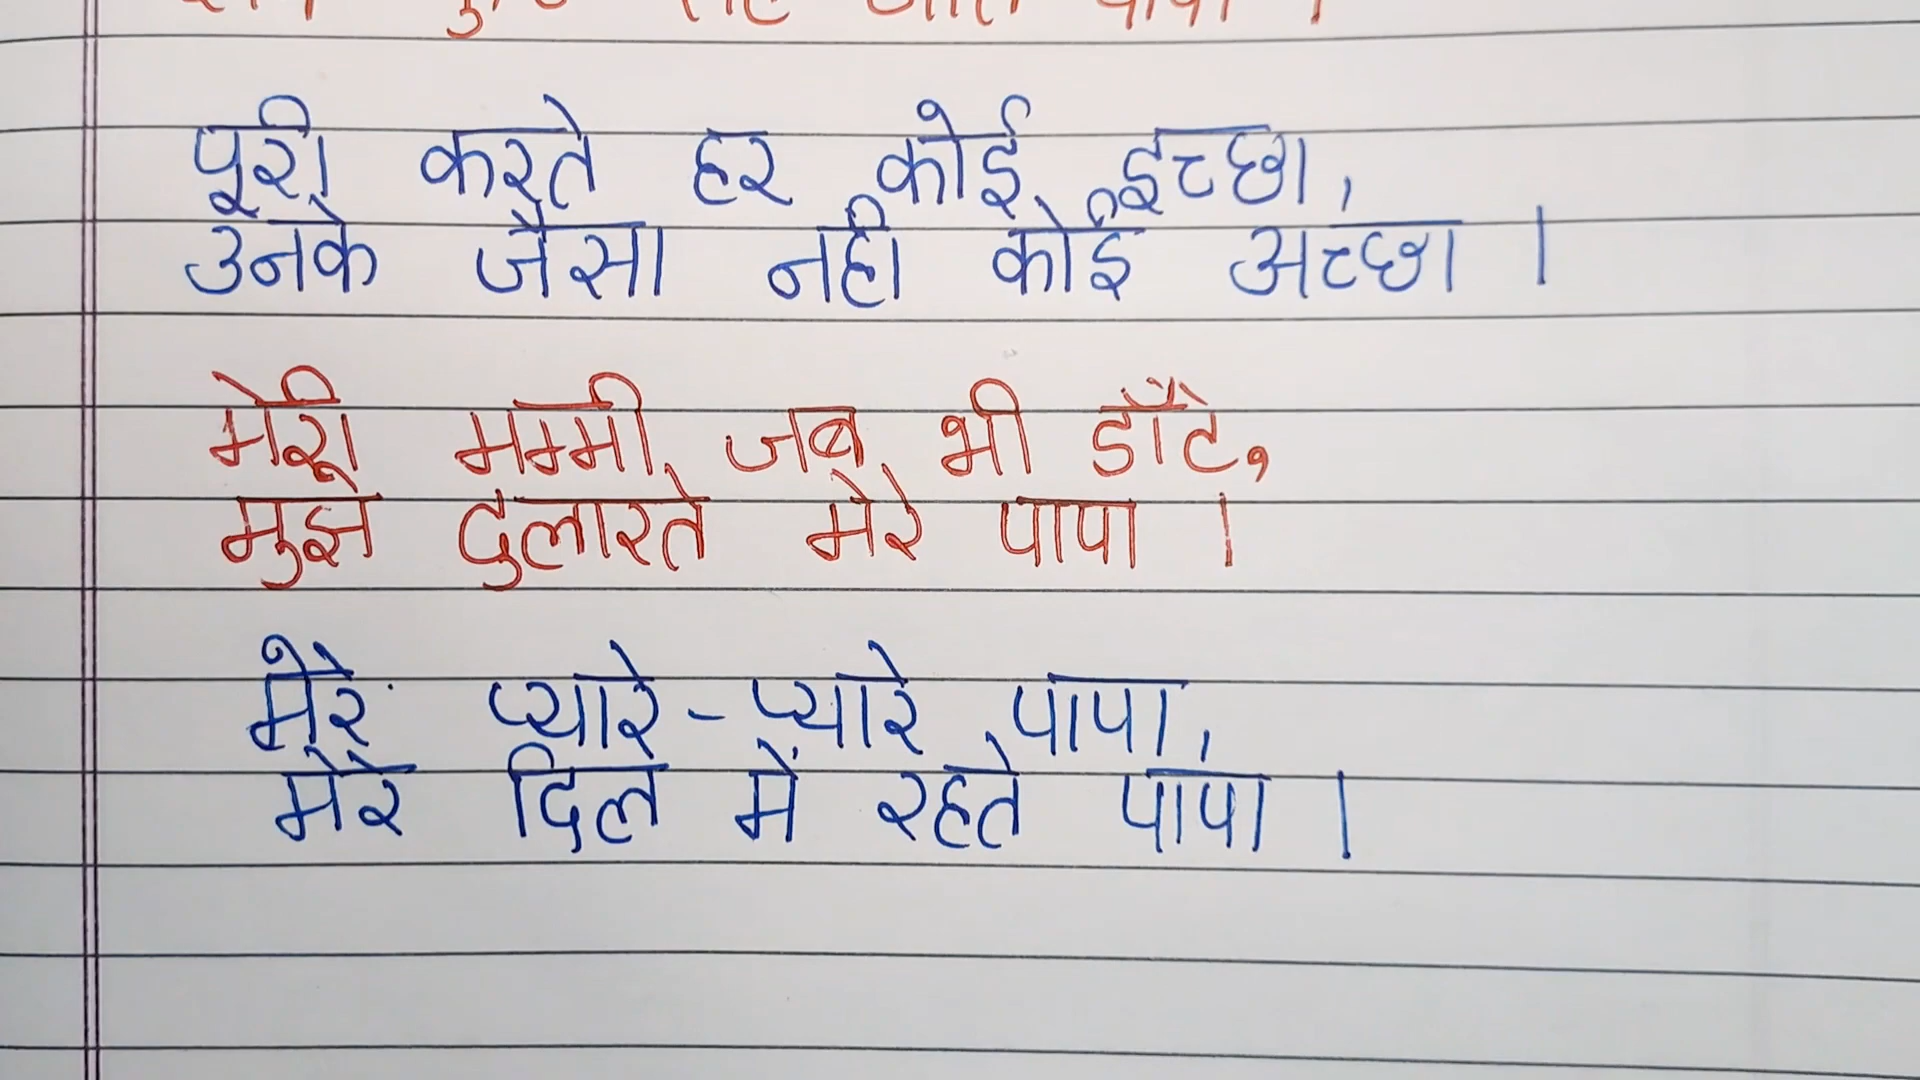 पूरी करते हर कोई इच्छा,
उनके जैसा नही कोई अच्छा ।
मेरी मम्मी जब भी डाँटे,
मुझे दुलारते मेरे पापा ।
मेरे प्यारे-प्यारे पापा,
मेरे दिल में रहते पापा ।